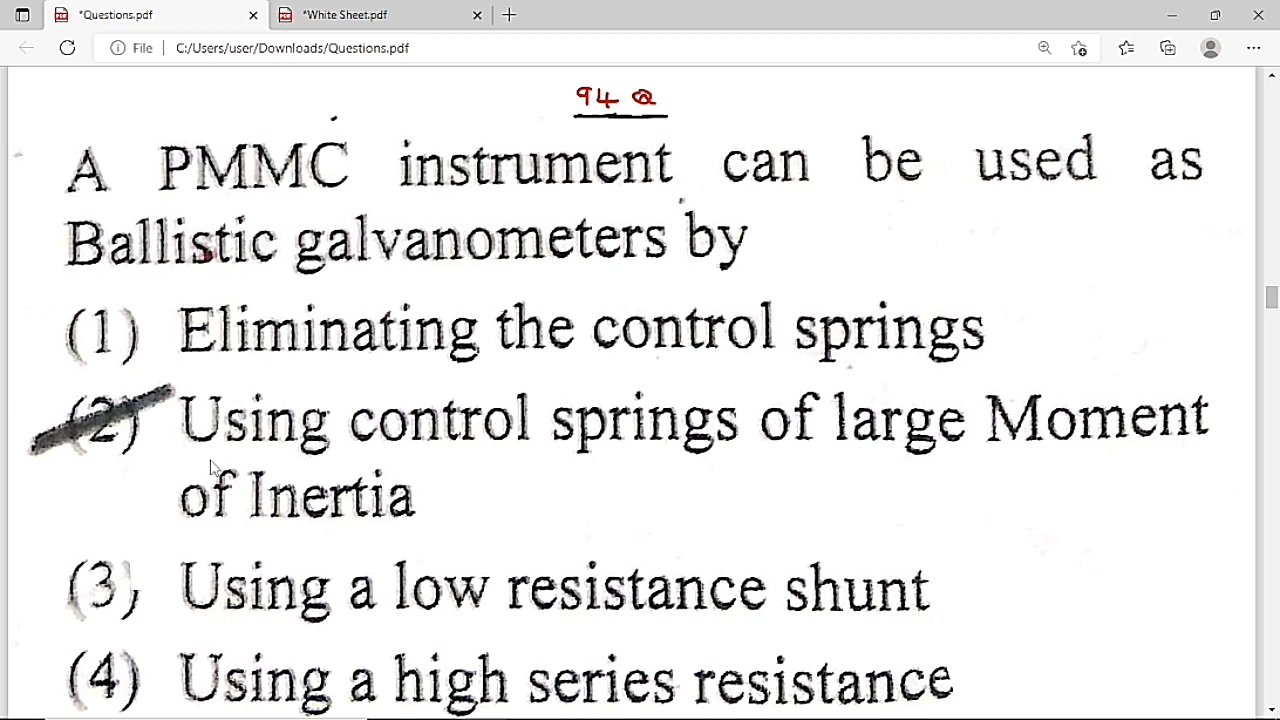 *Questions.pdf
*White Sheet.pdf
File
C:/Users/user/Downloads/Questions.pdf
94 Q
A PMMC instrument can be used as
Ballistic galvanometers by
(1) Eliminating the control springs
(2) Using control springs of large Moment
of Inertia
(3) Using a low resistance shunt
(4) Using a high series resistance